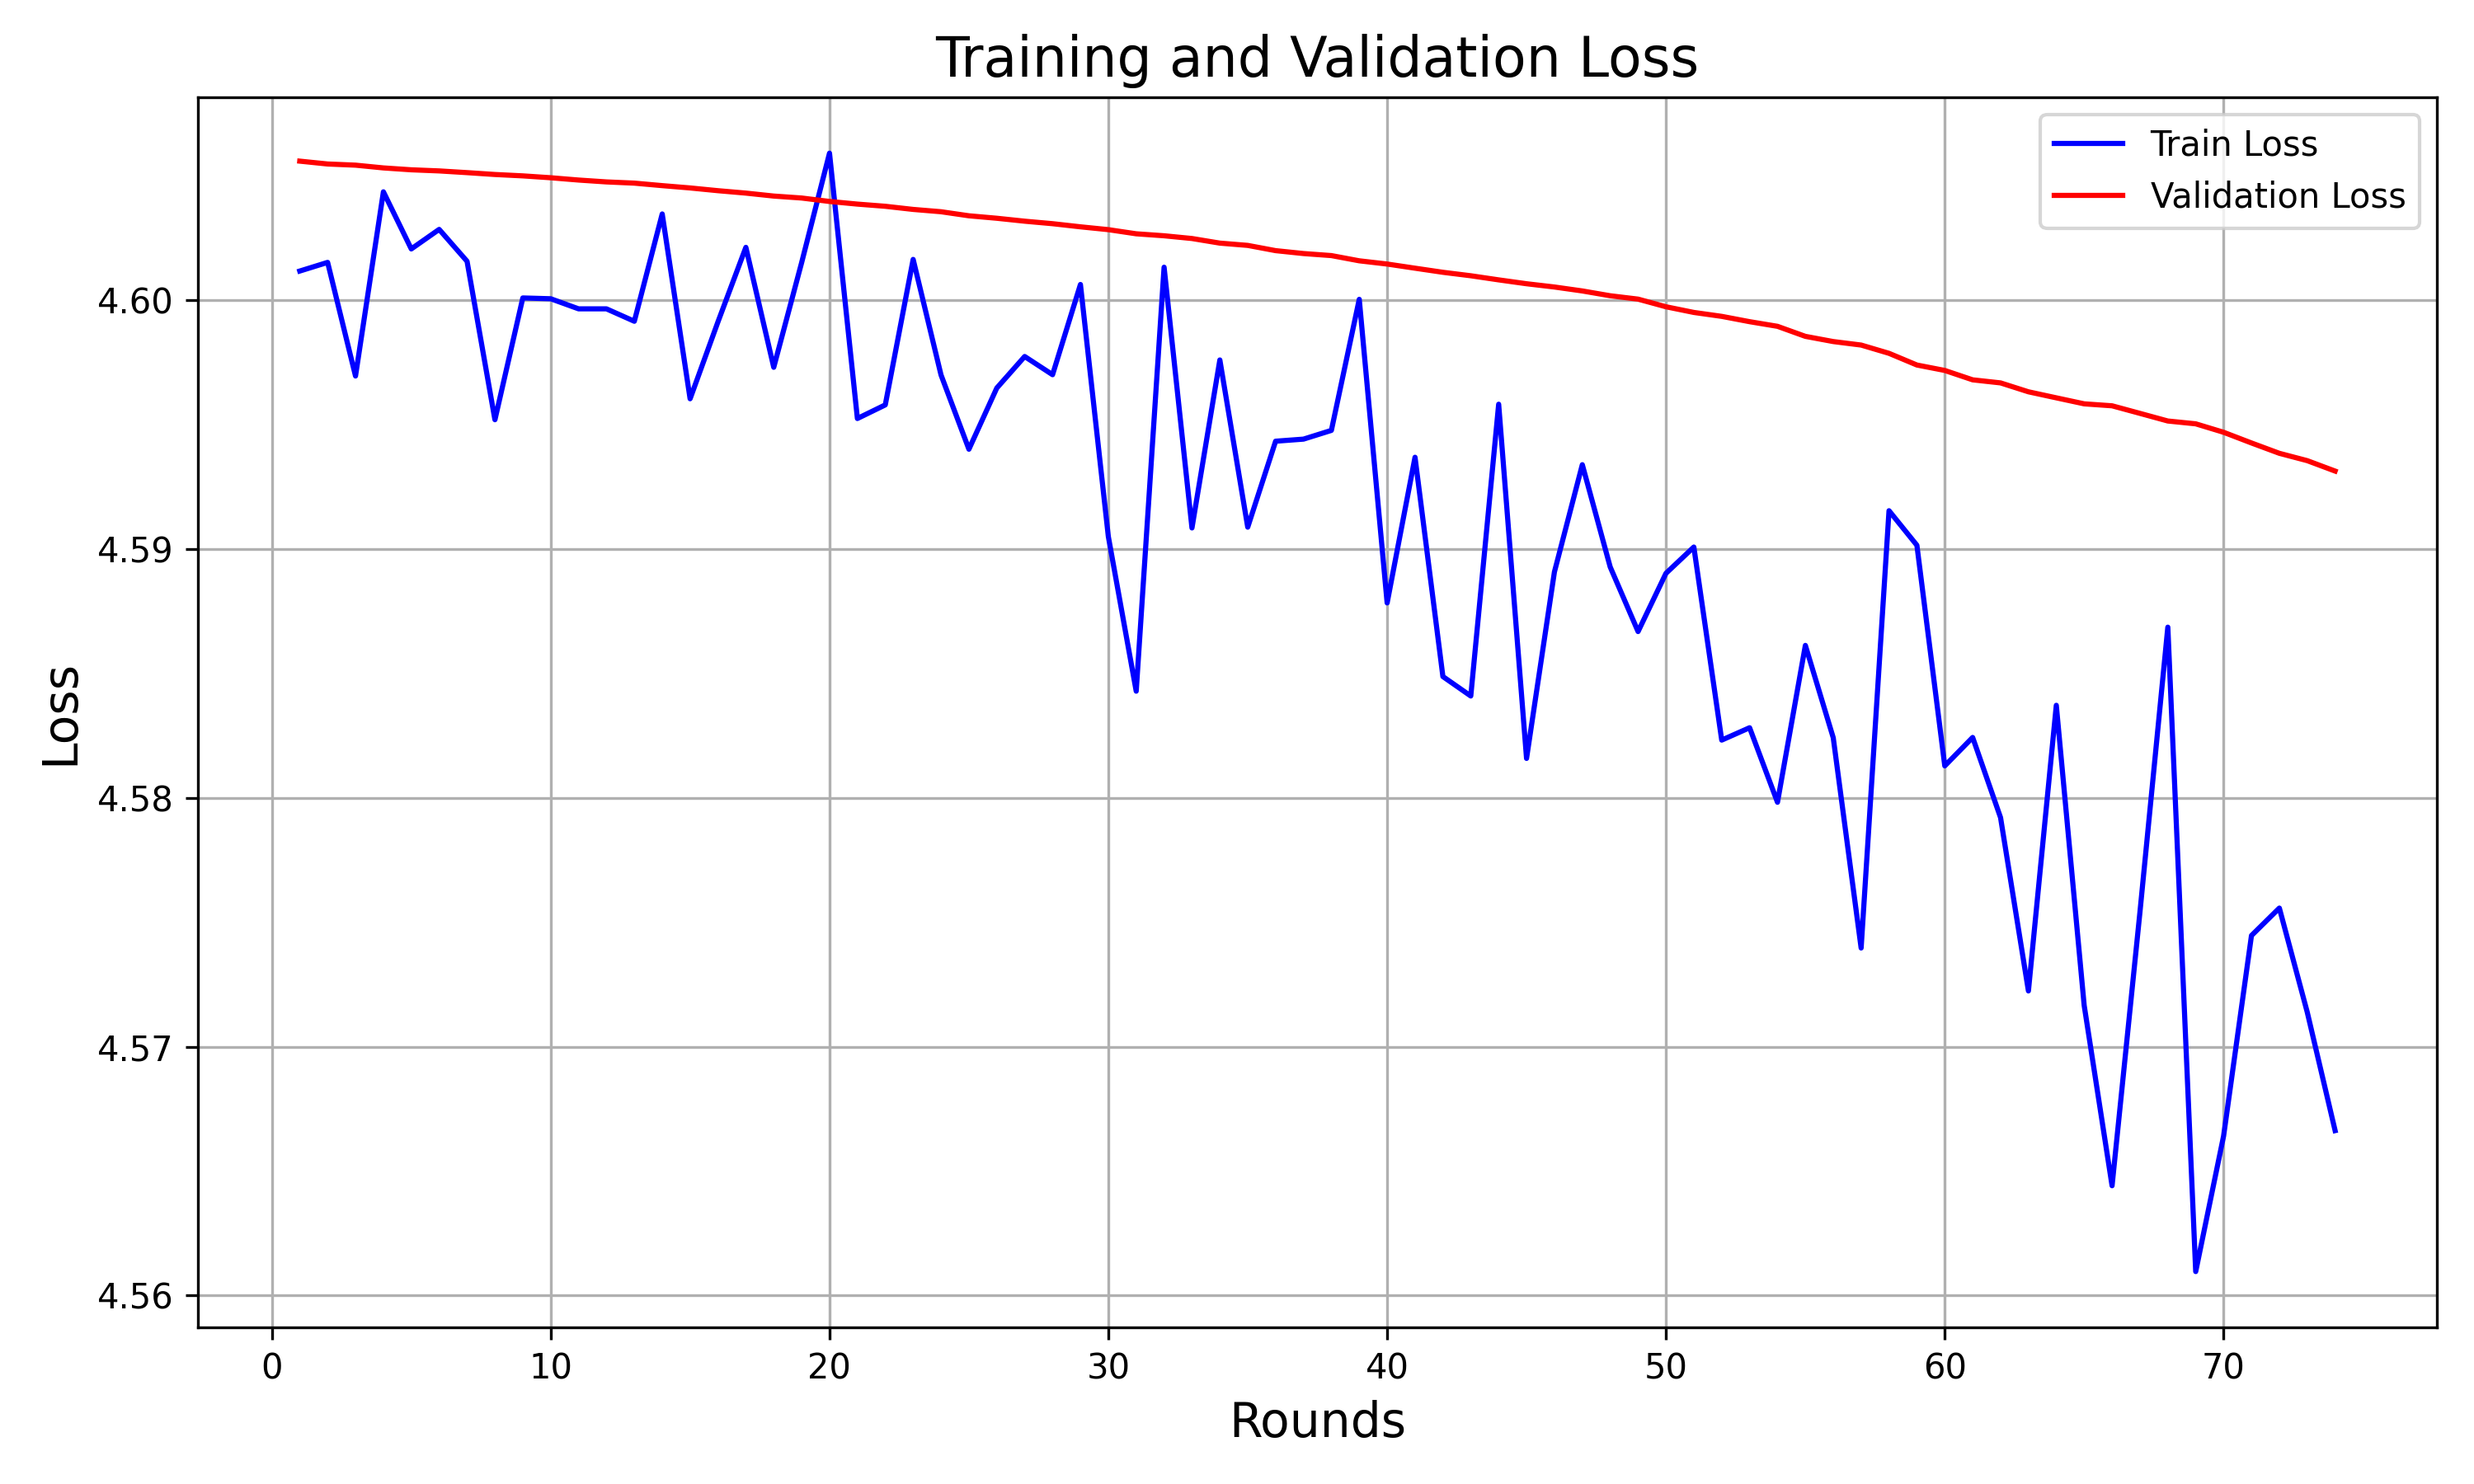 Training and Validation Loss
Train Loss
Validation Loss
4.60
4.59
4.58
4.57
4.56
Loss
0 10 20 30 40 50 60 70
Rounds